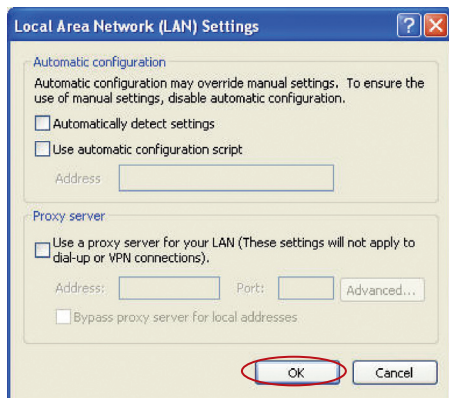 Local Area Network (LAN) Settings
Automatic configuration
Automatic configuration may override manual settings. To ensure the
use of manual settings, disable automatic configuration.
Automatically detect settings
Use automatic configuration script
Address
Proxy server
Use a proxy server for your LAN (These settings will not apply to
dial-up or VPN connections).
Address:
Port:
Advanced...
Bypass proxy server for local addresses
OK
Cancel